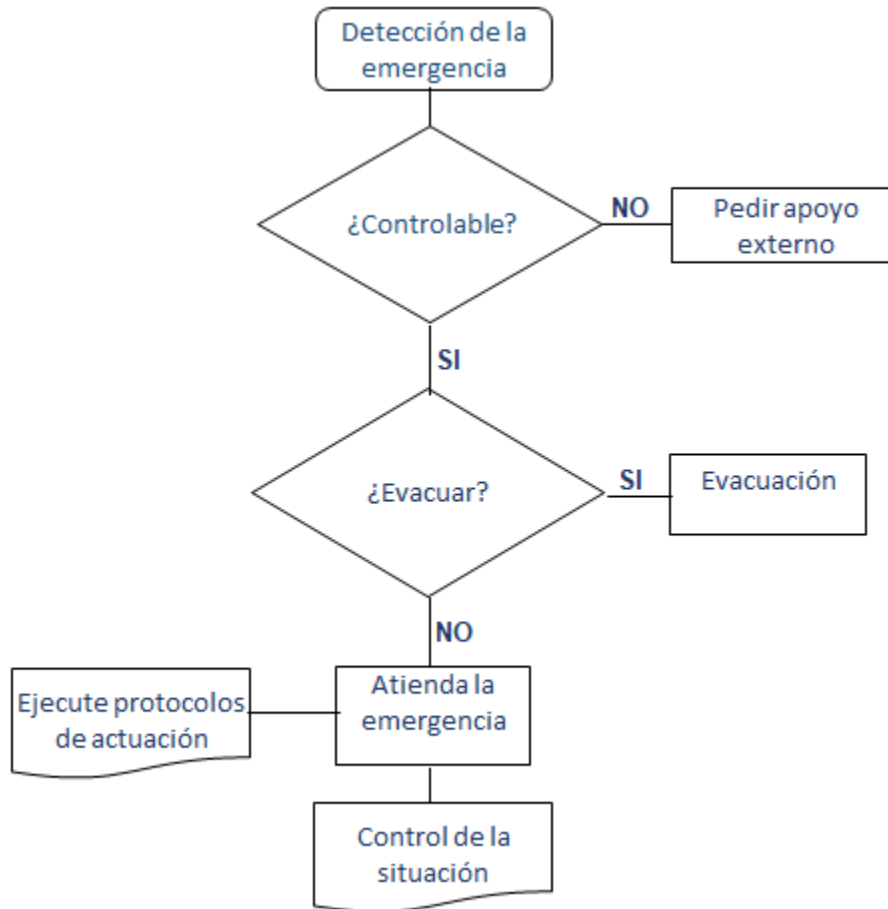 Detección de la
emergencia
¿Controlable?
NO
Pedir apoyo
externo
SI
¿Evacuar?
SI
Evacuación
NO
Ejecute protocolos
de actuación
Atienda la
emergencia
Control de la
situación